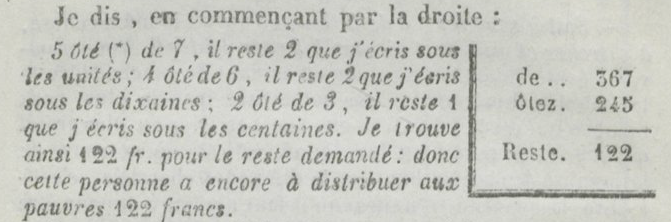 Je dis , en commençant par la droite :
5 ôté (*) de 7 , il reste 2 que j'écris sous
les unités ; 4 ôté de 6 , il reste 2 que j'écris
sous les dixaines ; 2 ôté de 3 , il reste 1
que j écris sous les centaines. Je trouve
ainsi 122 fr. pour le reste demandé : donc
cette personne a encore à distribuer aux
pauvres 122 francs.
de .. 367
Ôtez. 245
Reste. 122